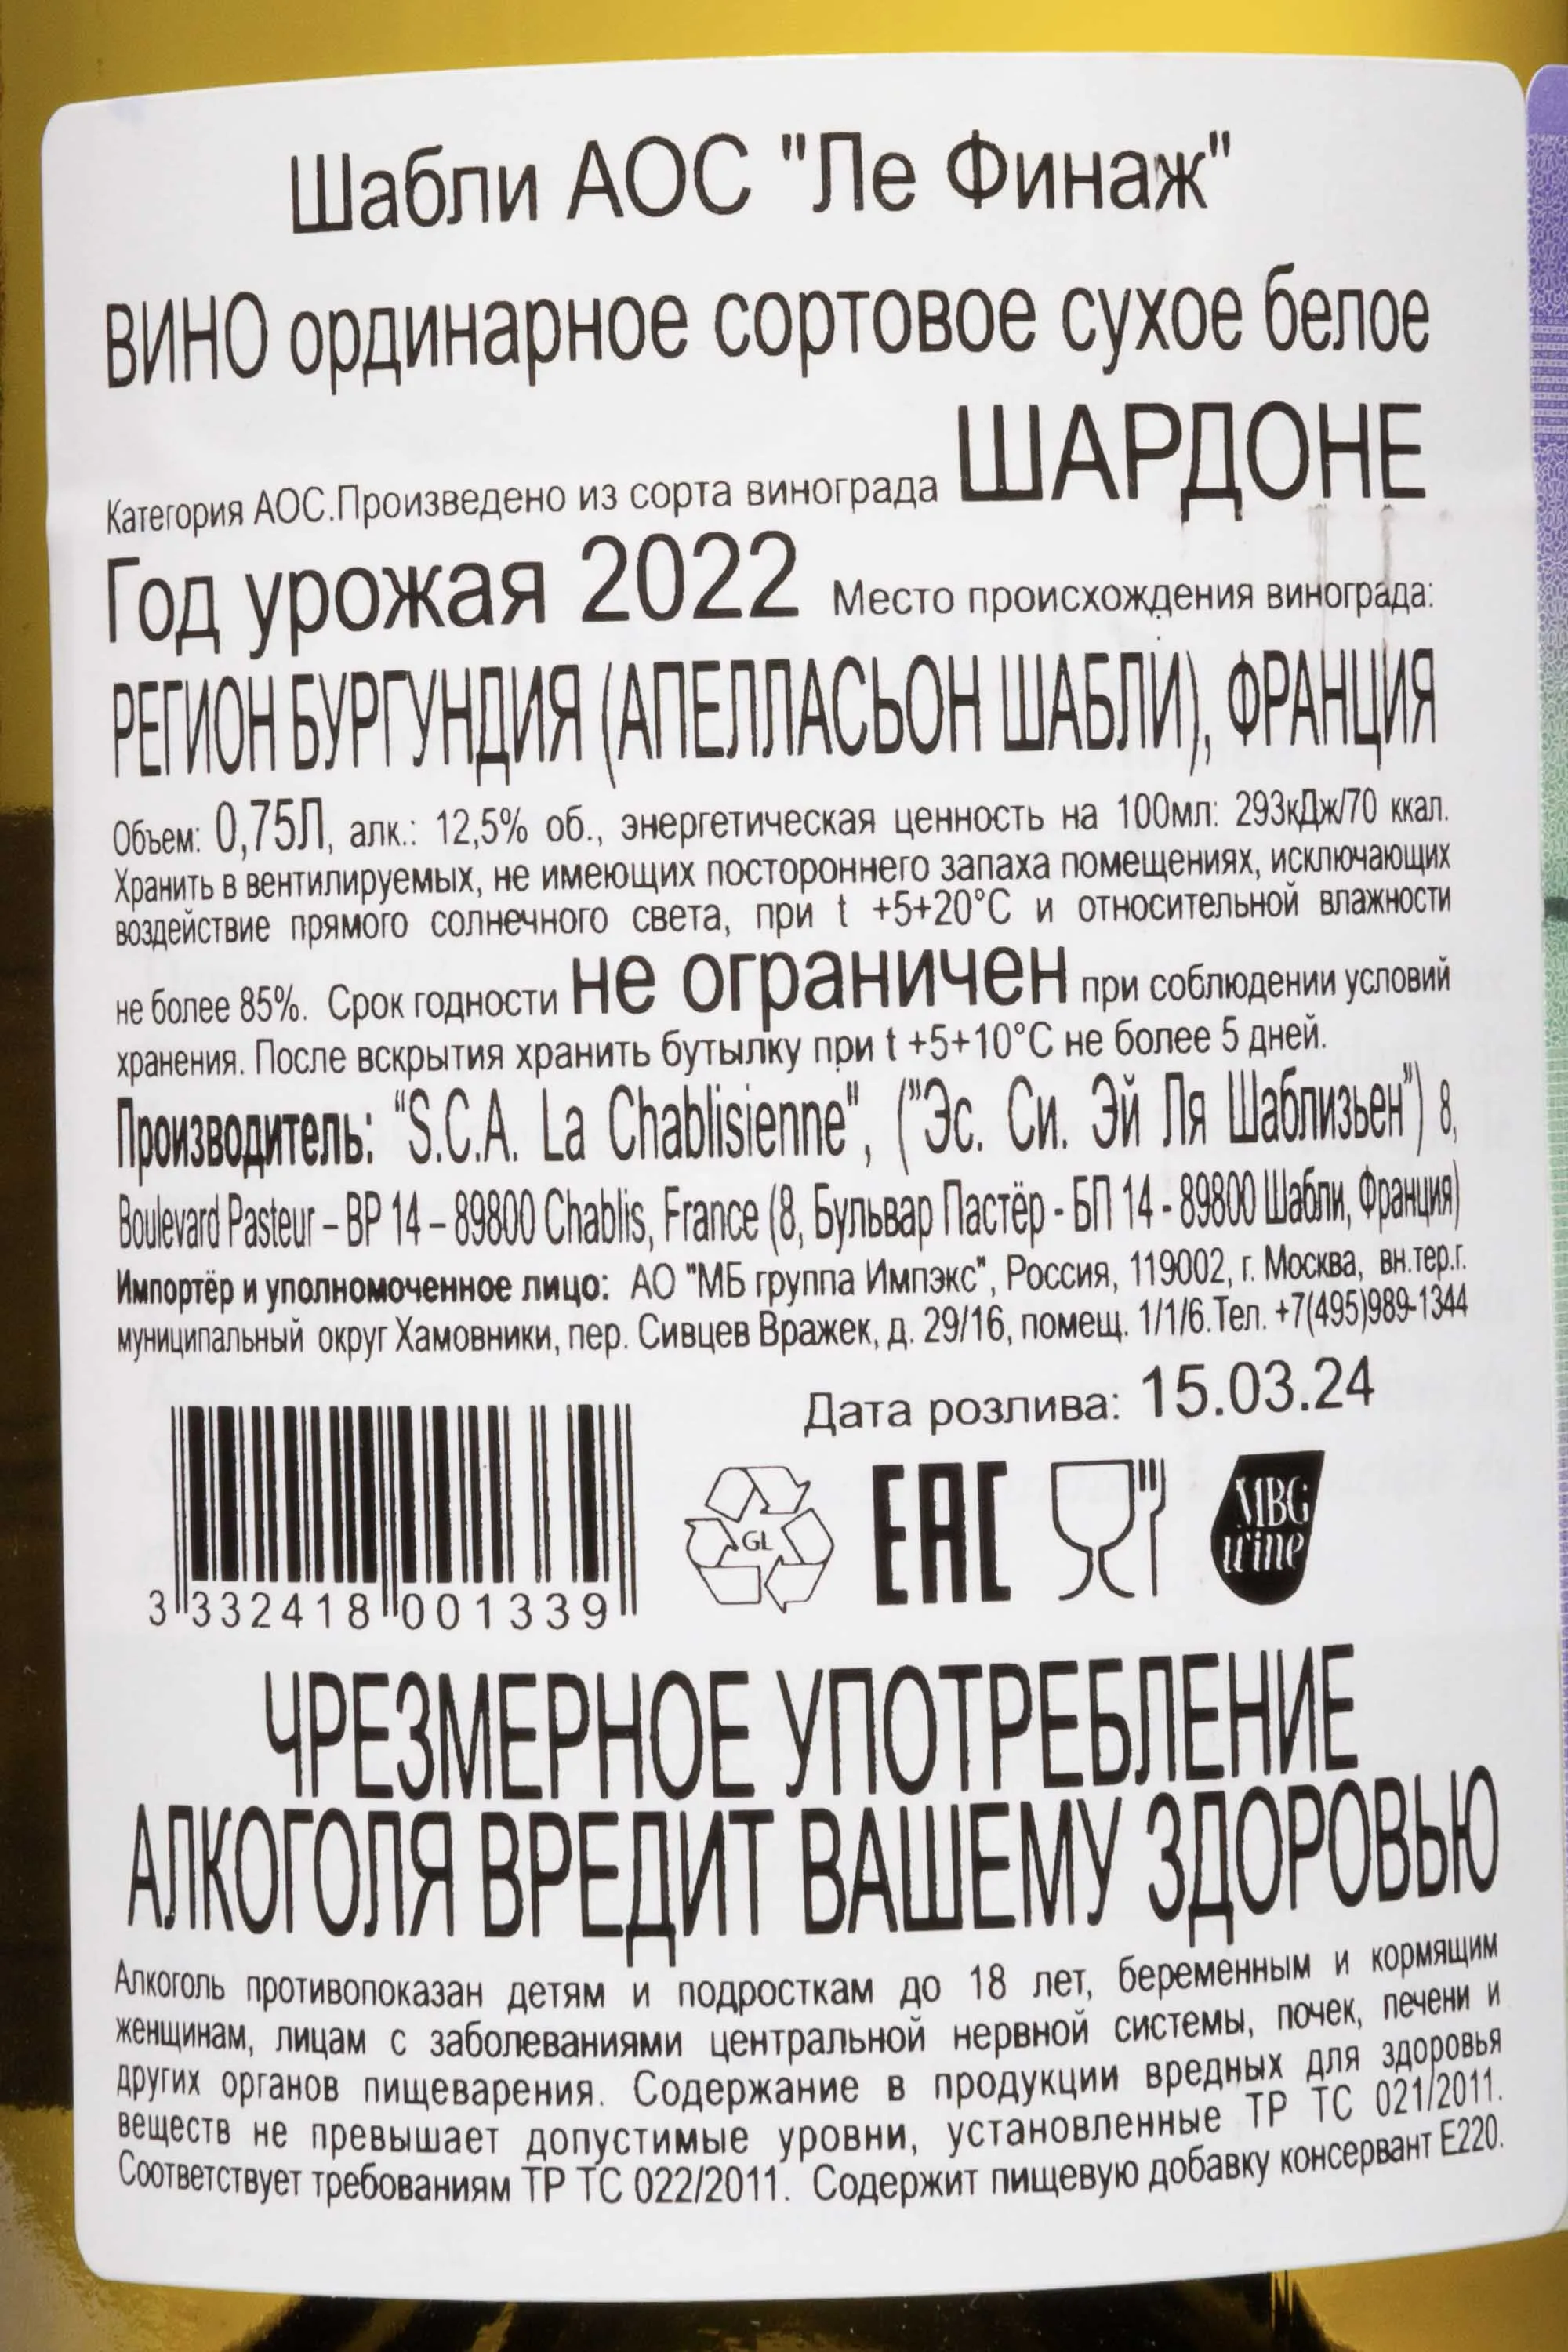 Шабли АОС "Ле Финаж"
ВИНО ординарное сортовое сухое белое
Категория АОС.Произведено из сорта винограда ШАРДОНЕ
Год урожая 2022 Место происхождения винограда:
РЕГИОН БУРГУНДИЯ (АПЕЛЛАСЬОН ШАБЛИ), ФРАНЦИЯ
Объем: 0,75Л, алк.: 12,5% об., энергетическая ценность на 100мл: 293кДж/70 ккал.
Хранить в вентилируемых, не имеющих постороннего запаха помещениях, исключающих
воздействие прямого солнечного света, при t +5+20°C и относительной влажности
не более 85%. Срок годности не ограничен при соблюдении условий
хранения. После вскрытия хранить бутылку при t +5+10°C не более 5 дней.
Производитель: “S.C.A. La Chablisienne", ("Эс. Си. Эй Ля Шаблизьен”) 8,
Boulevard Pasteur – BP 14 – 89800 Chablis, France (8, Бульвар Пастёр - БП 14 - 89800 Шабли, Франция)
Импортёр и уполномоченное лицо: АО "МБ группа Импэкс", Россия, 119002, г. Москва, вн.тер.г.
муниципальный округ Хамовники, пер. Сивцев Вражек, д. 29/16, помещ. 1/1/6.Тел. +7(495)989-1344
Дата розлива: 15.03.24
GL
EAC
MBG
wine
3 332418 001339
ЧРЕЗМЕРНОЕ УПОТРЕБЛЕНИЕ
АЛКОГОЛЯ ВРЕДИТ ВАШЕМУ ЗДОРОВЬЮ
Алкоголь противопоказан детям и подросткам до 18 лет, беременным и кормящим
женщинам, лицам с заболеваниями центральной нервной системы, почек, печени и
других органов пищеварения. Содержание в продукции вредных для здоровья
веществ не превышает допустимые уровни, установленные ТР ТС 021/2011.
Соответствует требованиям ТР ТС 022/2011. Содержит пищевую добавку консервант Е220.